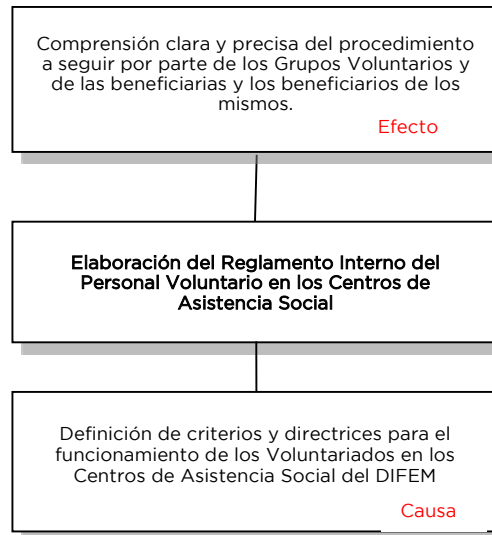 Comprensión clara y precisa del procedimiento
a seguir por parte de los Grupos Voluntarios y
de las beneficiarias y los beneficiarios de los
mismos.
Efecto
Elaboración del Reglamento Interno del
Personal Voluntario en los Centros de
Asistencia Social
Definición de criterios y directrices para el
funcionamiento de los Voluntariados en los
Centros de Asistencia Social del DIFEM
Causa